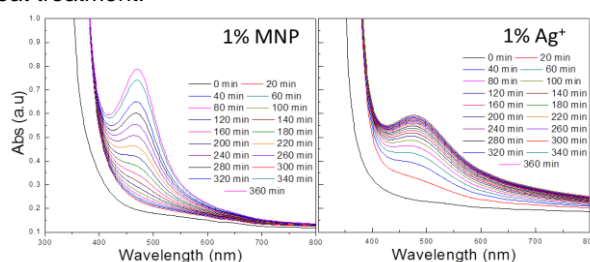 1% MNP
1% Ag⁺
1.0
0.9
0.8
0.7
0.6
0.5
0.4
0.3
0.2
0.1
Abs (a.u)
0 min 20 min
40 min 60 min
80 min 100 min
120 min 140 min
160 min 180 min
200 min 220 min
240 min 260 min
280 min 300 min
320 min 340 min
360 min
0 min 20 min
40 min 60 min
80 min 100 min
120 min 140 min
160 min 180 min
200 min 220 min
240 min 260 min
280 min 300 min
320 min 340 min
360 min
300 400 500 600 700 800
400 500 600 700 800
Wavelength (nm)
Wavelength (nm)